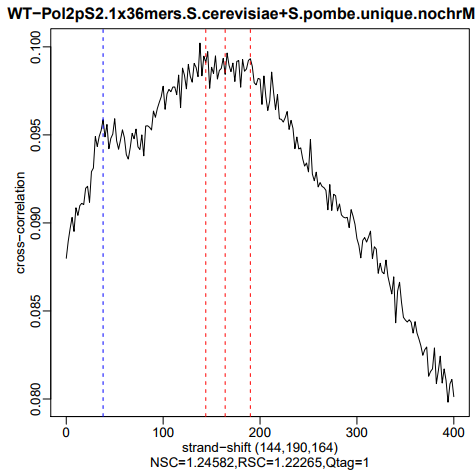 WT-Pol2pS2.1x36mers.S.cerevisiae+S.pombe.unique.nochrM
cross-correlation
0.100
0.095
0.090
0.085
0.080
0 100 200 300 400
strand-shift (144,190,164)
NSC=1.24582,RSC=1.22265,Qtag=1